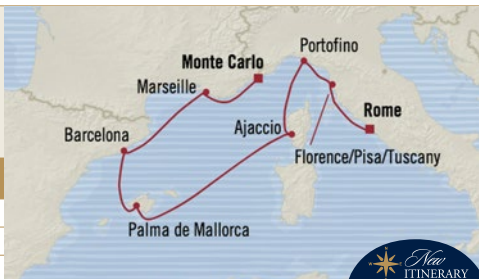 Portofino
Monte Carlo
Marseille
Rome
Ajaccio
Barcelona
Florence/Pisa/Tuscany
Palma de Mallorca
New
ITINERARY